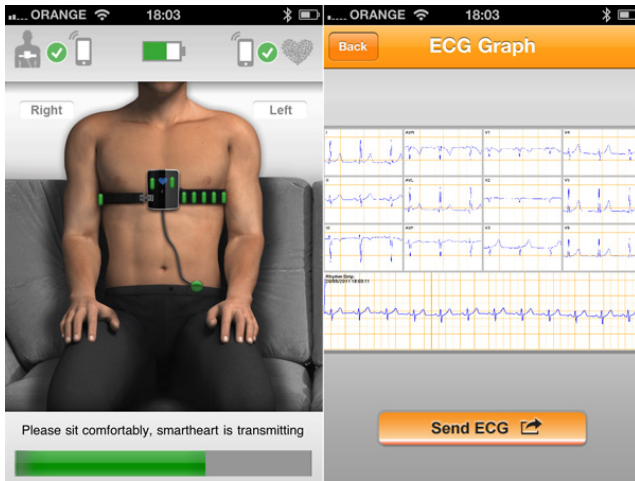 ORANGE 18:03
Right
Left
Please sit comfortably, smartheart is transmitting
ORANGE 18:03
Back
ECG Graph
I AVR V1 V4
II AVL V2 V5
III AVF V3 V6
Rhythm Strip
Send ECG